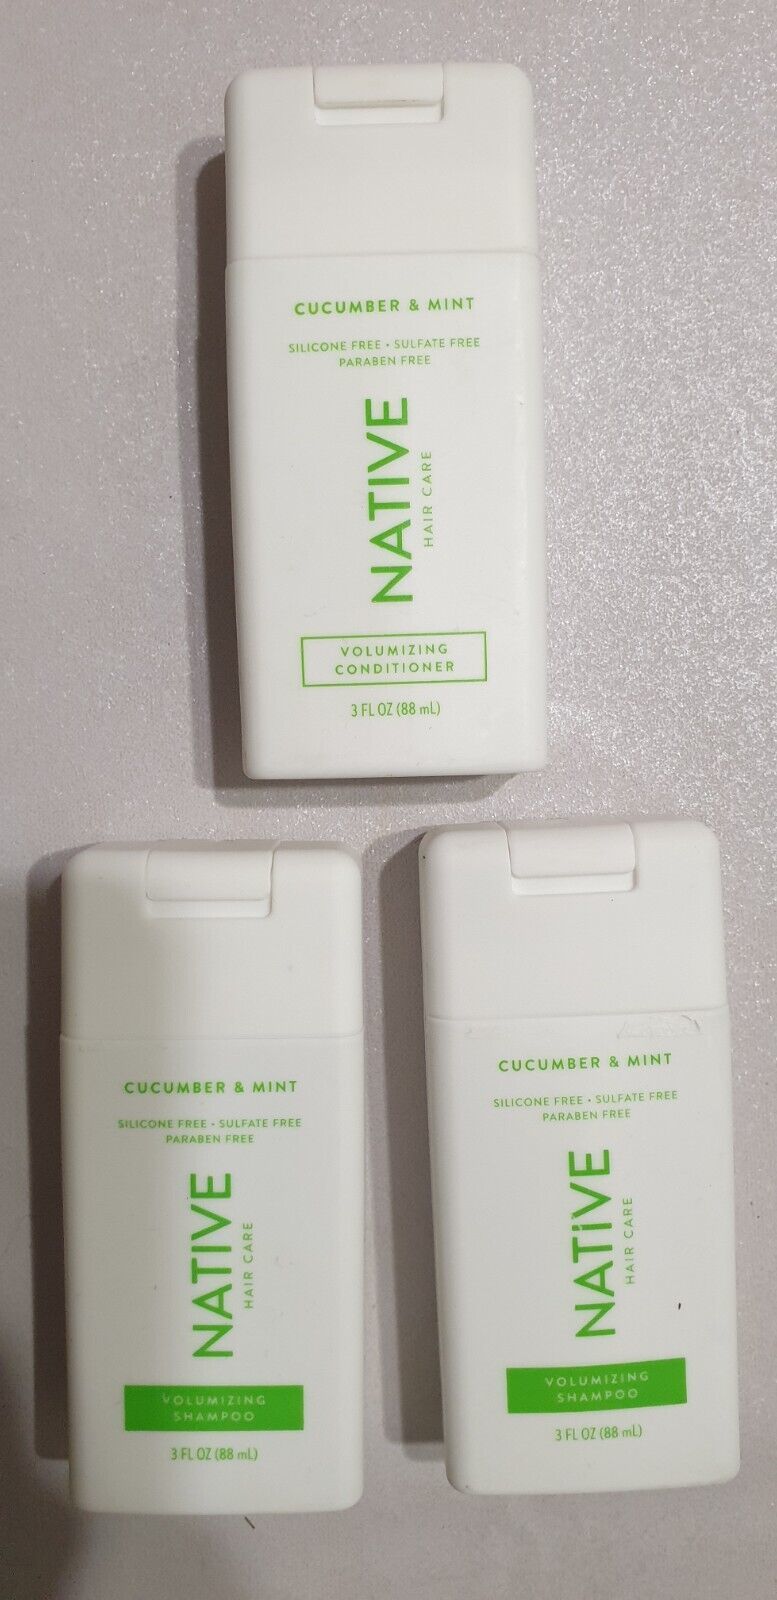 CUCUMBER & MINT
SILICONE FREE • SULFATE FREE
PARABEN FREE
NATIVE
HAIR CARE
VOLUMIZING
CONDITIONER
3 FL OZ (88 mL)
CUCUMBER & MINT
SILICONE FREE • SULFATE FREE
PARABEN FREE
NATIVE
HAIR CARE
VOLUMIZING
SHAMPOO
3 FL OZ (88 mL)
CUCUMBER & MINT
SILICONE FREE • SULFATE FREE
PARABEN FREE
NATiVE
HAIR CARE
VOLUMIZING
SHAMPOO
3 FL OZ (88 mL)